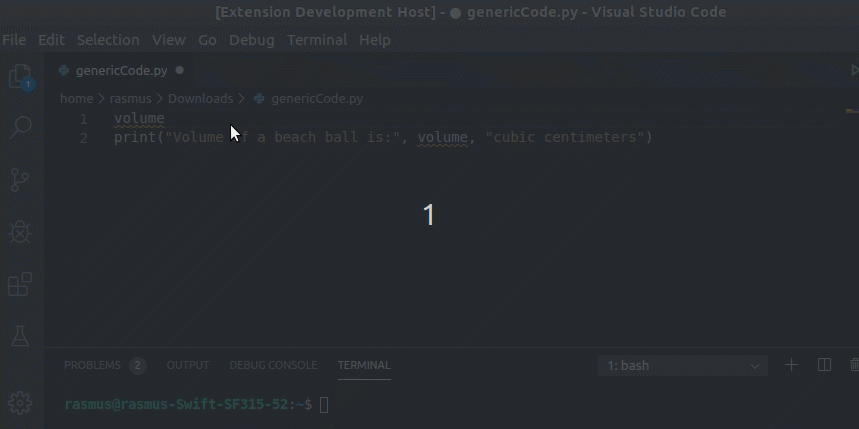 [Extension Development Host] - ● genericCode.py - Visual Studio Code
File Edit Selection View Go Debug Terminal Help
genericCode.py ●
1
home > rasmus > Downloads > genericCode.py
1 volume
2 print("Volume of a beach ball is:", volume, "cubic centimeters")
1
PROBLEMS 2 OUTPUT DEBUG CONSOLE TERMINAL 1: bash
rasmus@rasmus-Swift-SF315-52:~$